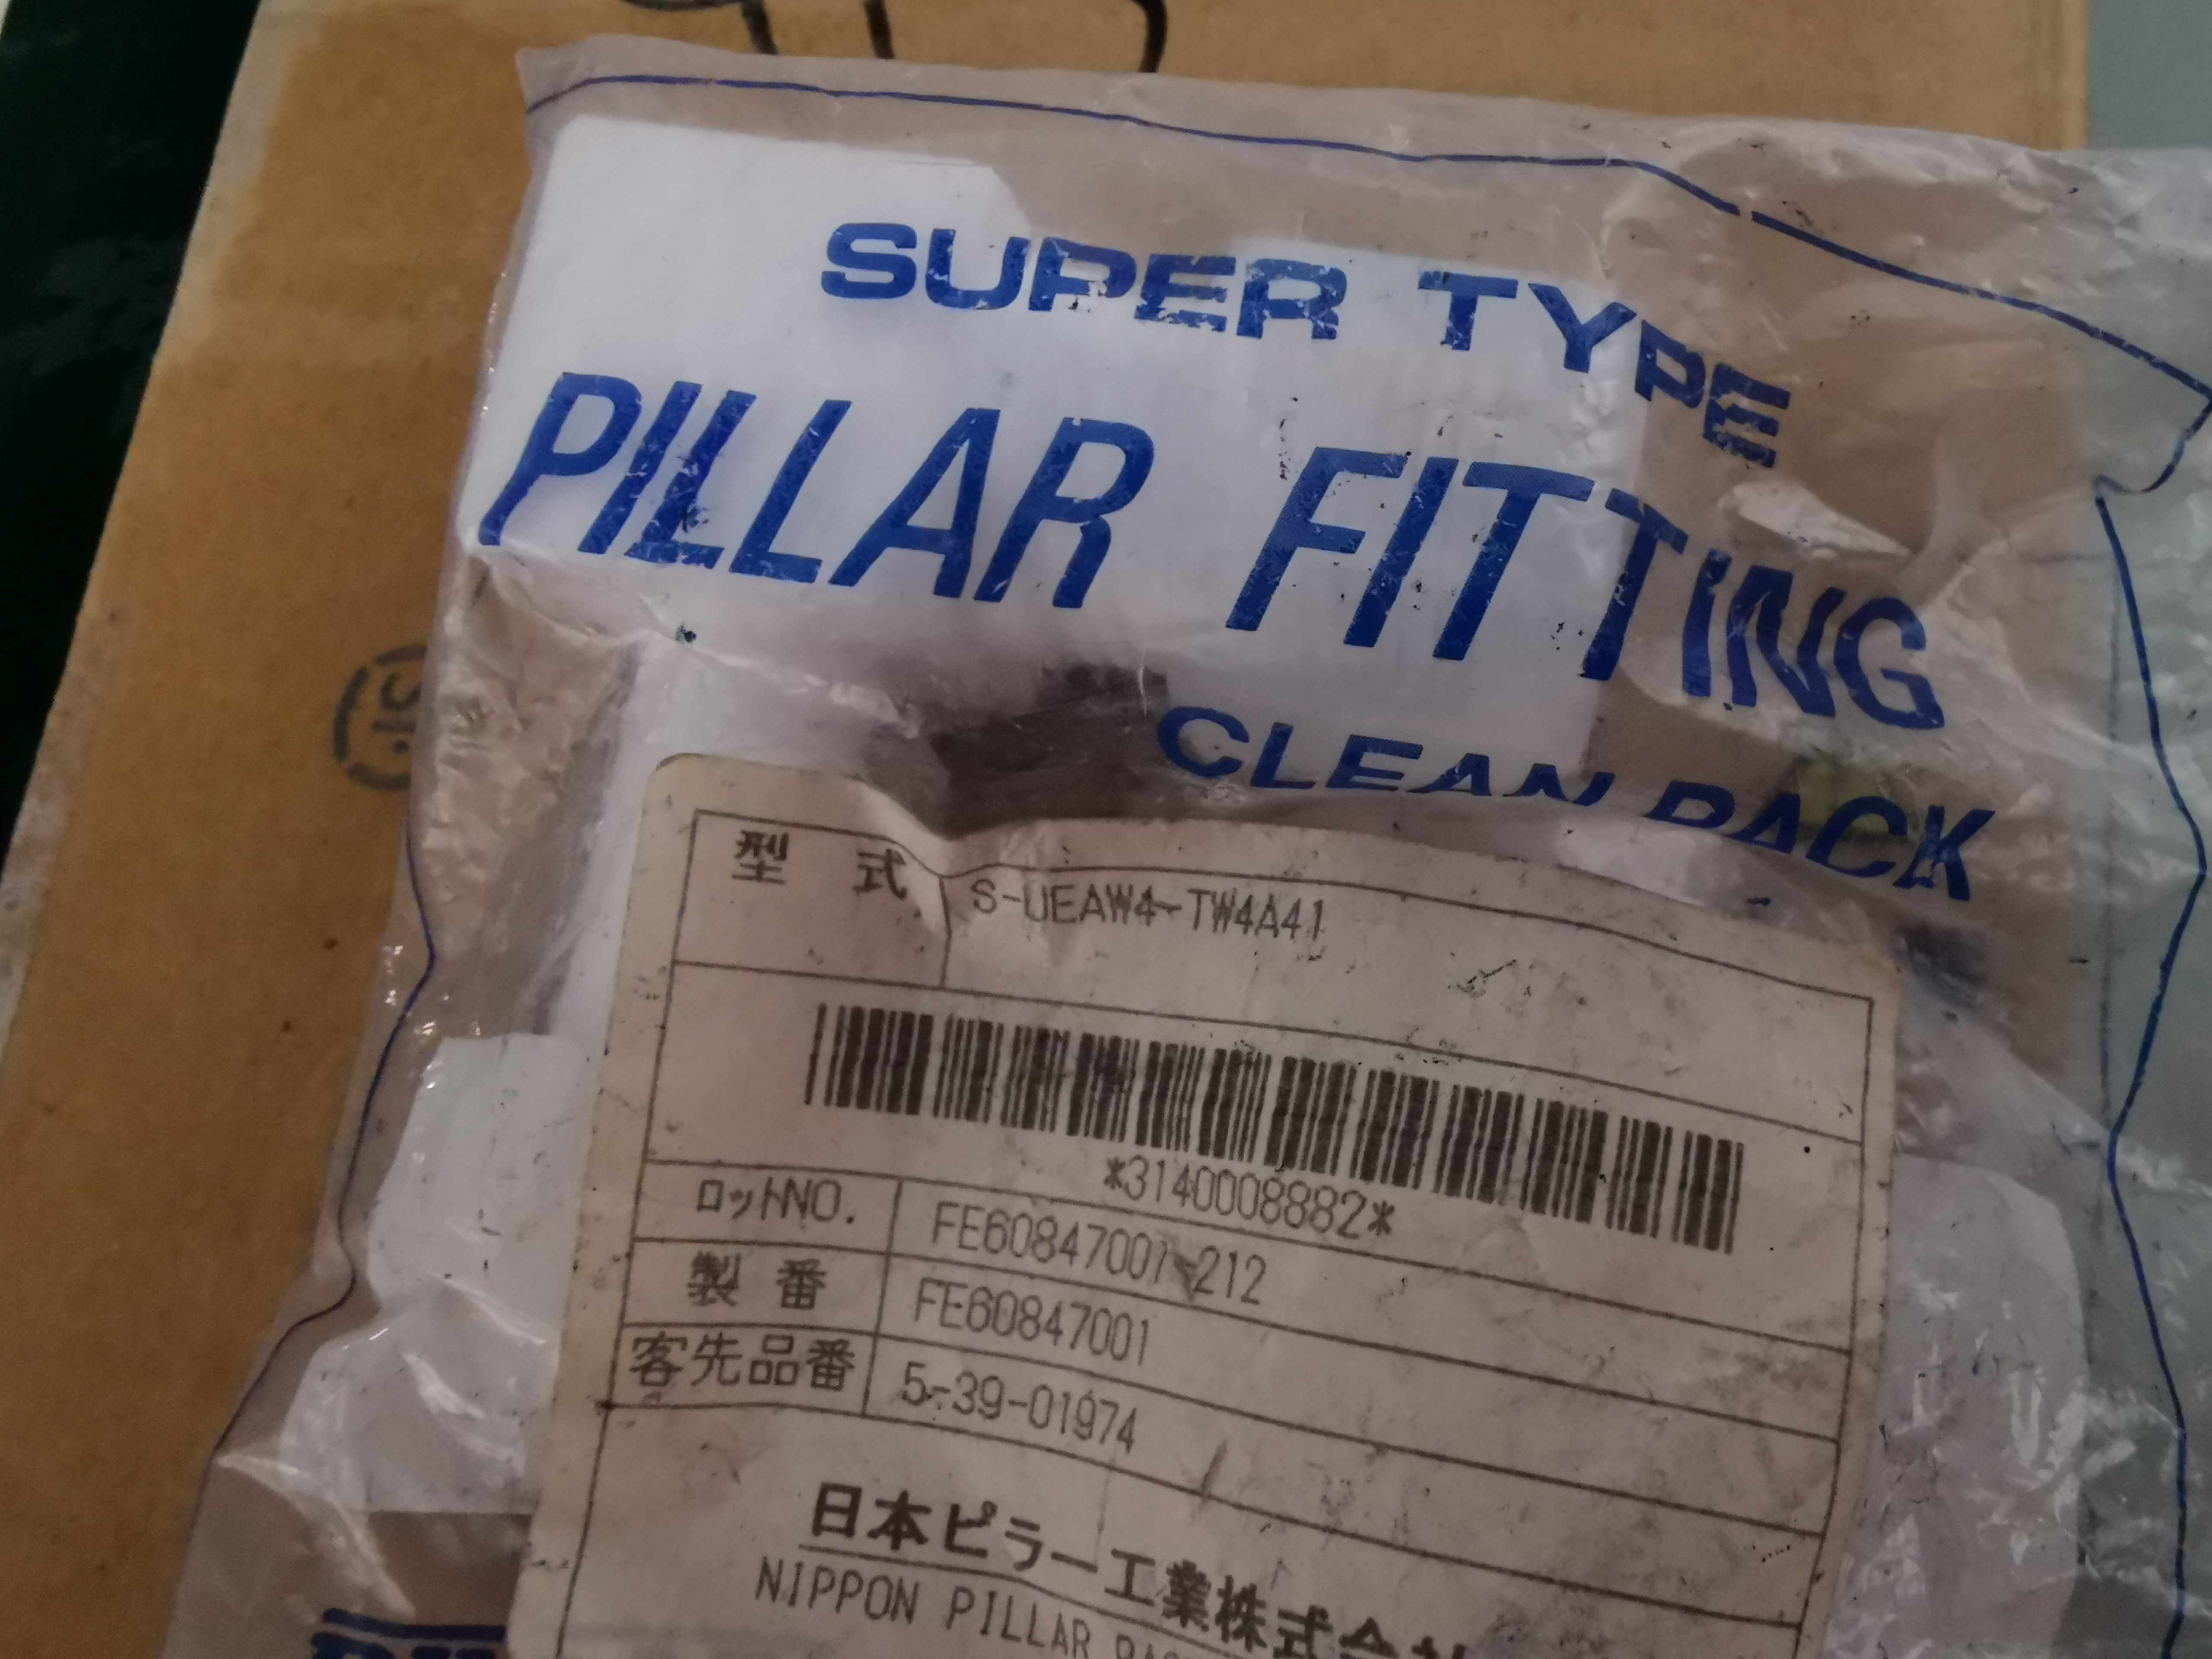 SUPER TYPE
PILLAR FITTING
CLEAN PACK
型 式 S-UEAW4-TW4A41
*3140008882*
ロットNO. FE60847001-212
製 番 FE60847001
客先品番 5-39-01974
日本ピラー工業株式会社
NIPPON PILLAR